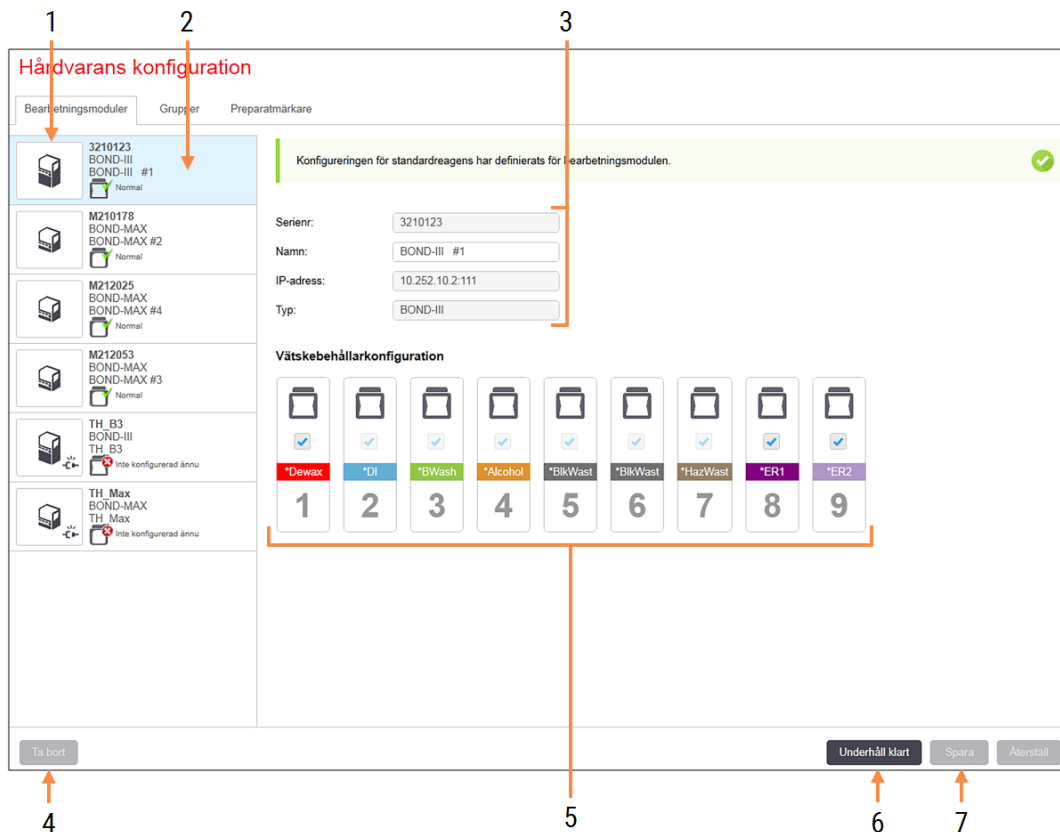 1 2 3
Hårdvarans konfiguration
Bearbetningsmoduler Grupper Preparatmärkare
3210123
BOND-III
BOND-III #1
Normal
M210178
BOND-MAX
BOND-MAX #2
Normal
M212025
BOND-MAX
BOND-MAX #4
Normal
M212053
BOND-MAX
BOND-MAX #3
Normal
TH_B3
BOND-III
TH_B3
Inte konfigurerad ännu
TH_Max
BOND-MAX
TH_Max
Inte konfigurerad ännu
Konfigureringen för standardreagens har definierats för bearbetningsmodulen.
Serienr: 3210123
Namn: BOND-III #1
IP-adress: 10.252.10.2:111
Typ: BOND-III
Vätskebehållarkonfiguration
*Dewax *DI *BWash *Alcohol *BlkWast *BlkWast *HazWast *ER1 *ER2
1 2 3 4 5 6 7 8 9
Ta bort Underhåll klart Spara Återställ
4 5 6 7